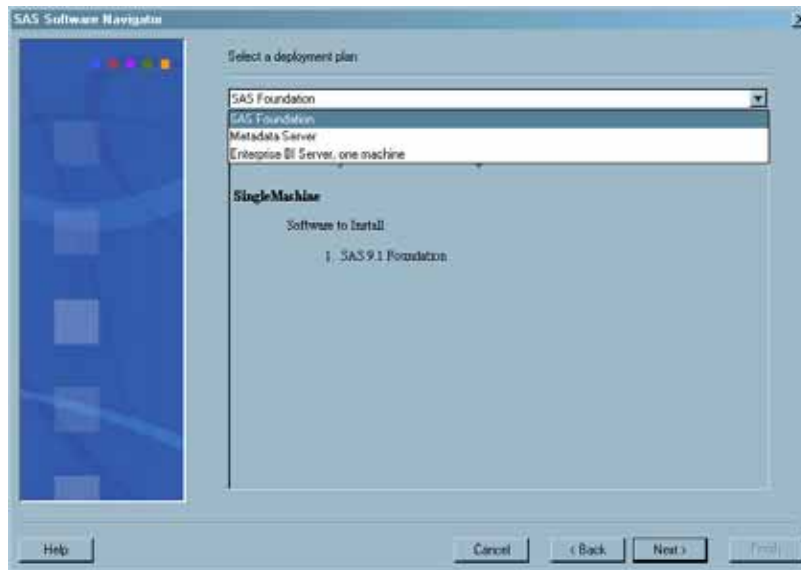 SAS Software Navigator
Select a deployment plan
SAS Foundation
SAS Foundation
Metadata Server
Enterprise BI Server, one machine
SingleMachine
Software to Install
1. SAS 9.1 Foundation
Help
Cancel
< Back
Next >
Finish